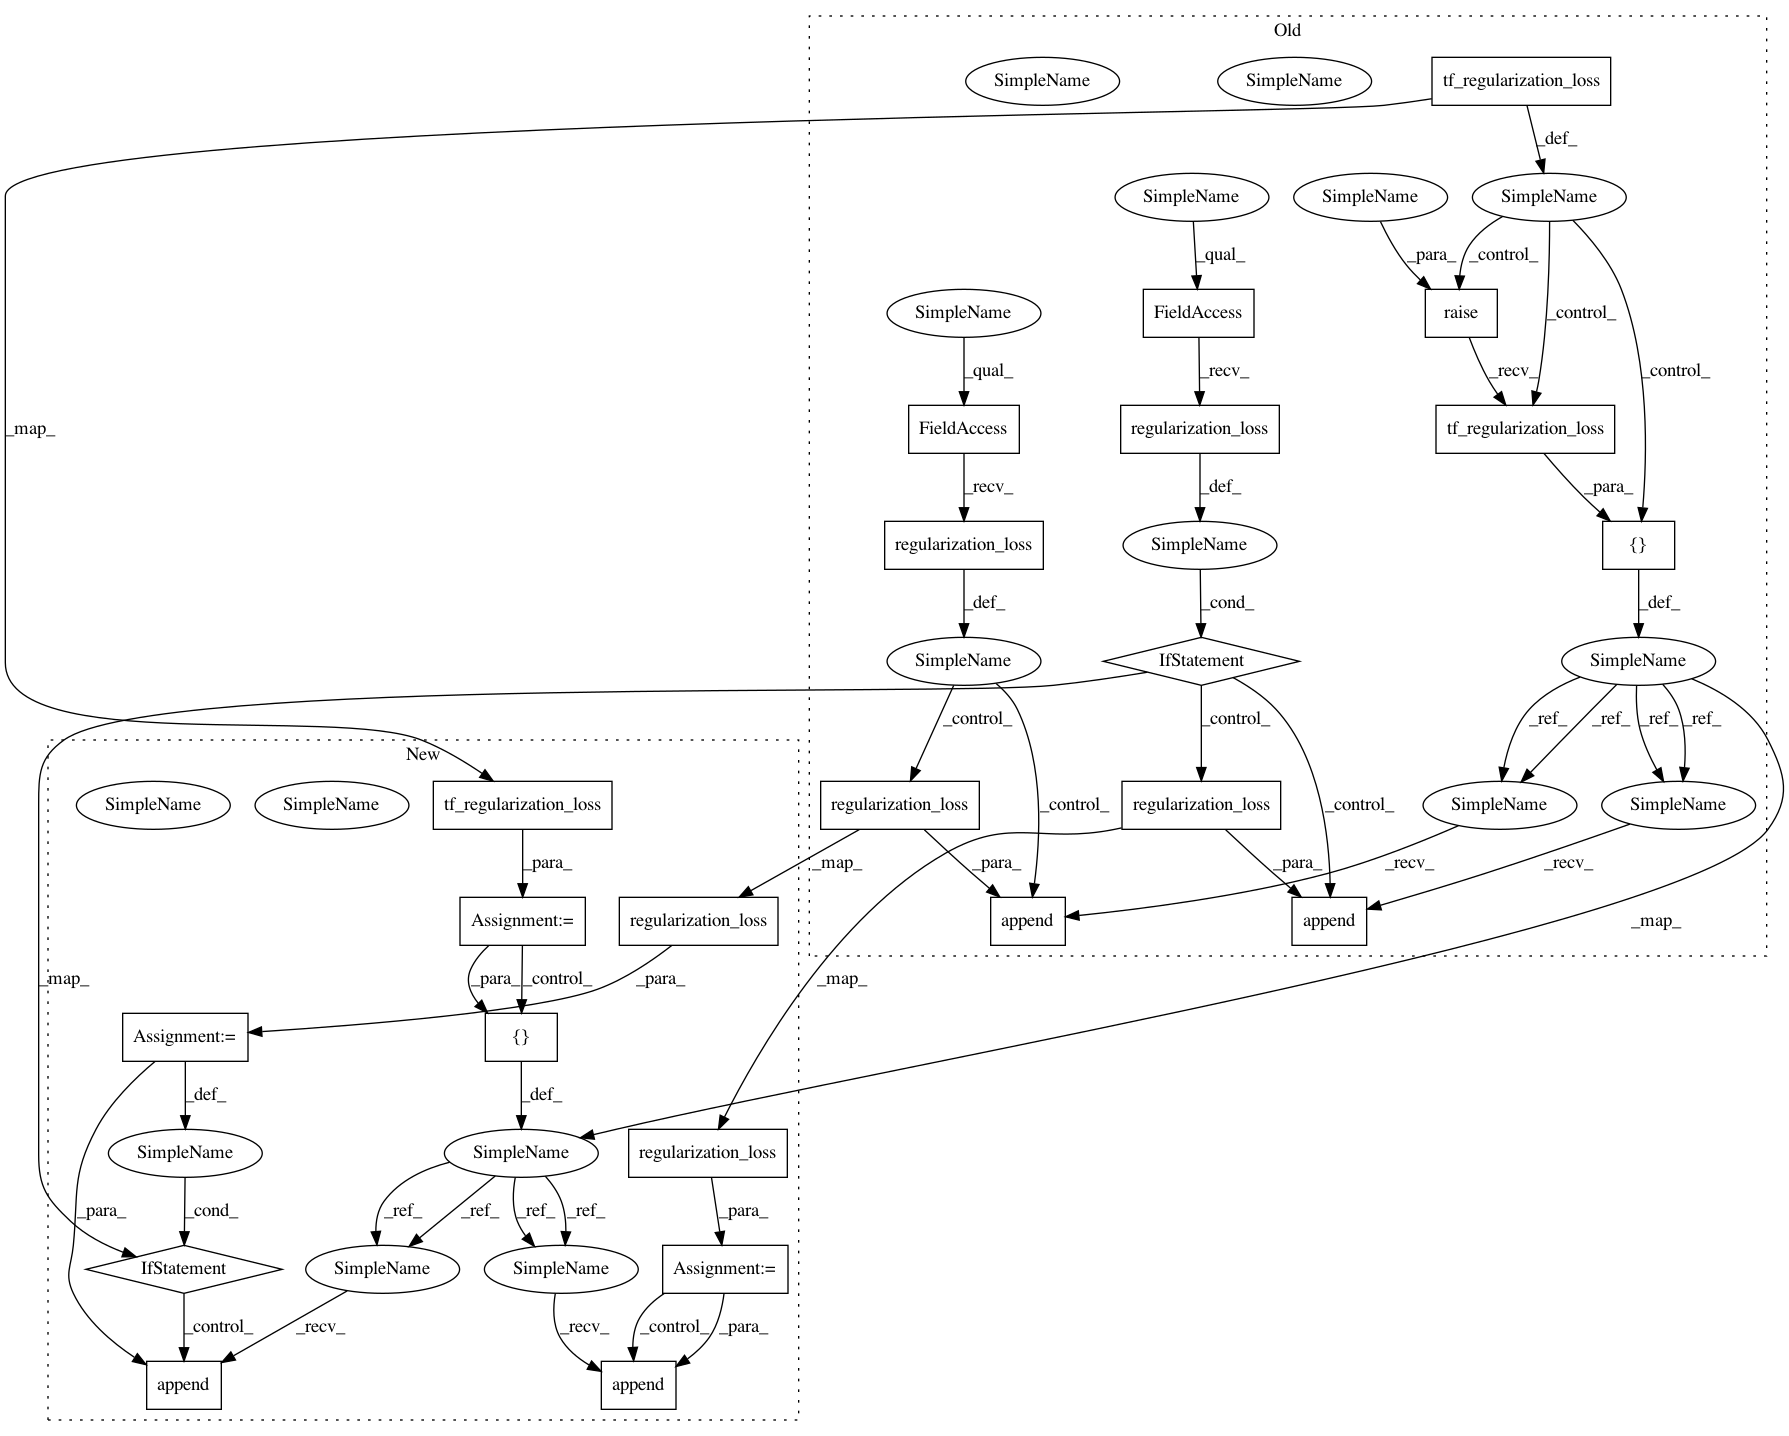 Old
SimpleName
SimpleName
tf_regularization_loss
_def_
SimpleName
SimpleName
SimpleName
_qual_
_para_
_control_
SimpleName
FieldAccess
raise
_control_
_qual_
_recv_
_recv_
_control_
FieldAccess
regularization_loss
tf_regularization_loss
_map_
_recv_
_def_
_para_
regularization_loss
SimpleName
{}
_def_
_cond_
_def_
SimpleName
IfStatement
SimpleName
_control_
_control_
_ref_
_ref_
_ref_
_ref_
New
SimpleName
SimpleName
tf_regularization_loss
regularization_loss
_control_
regularization_loss
_control_
SimpleName
SimpleName
_para_
_map_
_para_
_para_
_recv_
_recv_
Assignment:=
regularization_loss
append
append
_map_
_map_
_para_
_control_
_para_
_map_
Assignment:=
{}
_def_
_def_
SimpleName
SimpleName
regularization_loss
_para_
_cond_
_ref_
_ref_
_ref_
_ref_
_para_
IfStatement
SimpleName
SimpleName
Assignment:=
_control_
_recv_
_recv_
_control_
_para_
append
append